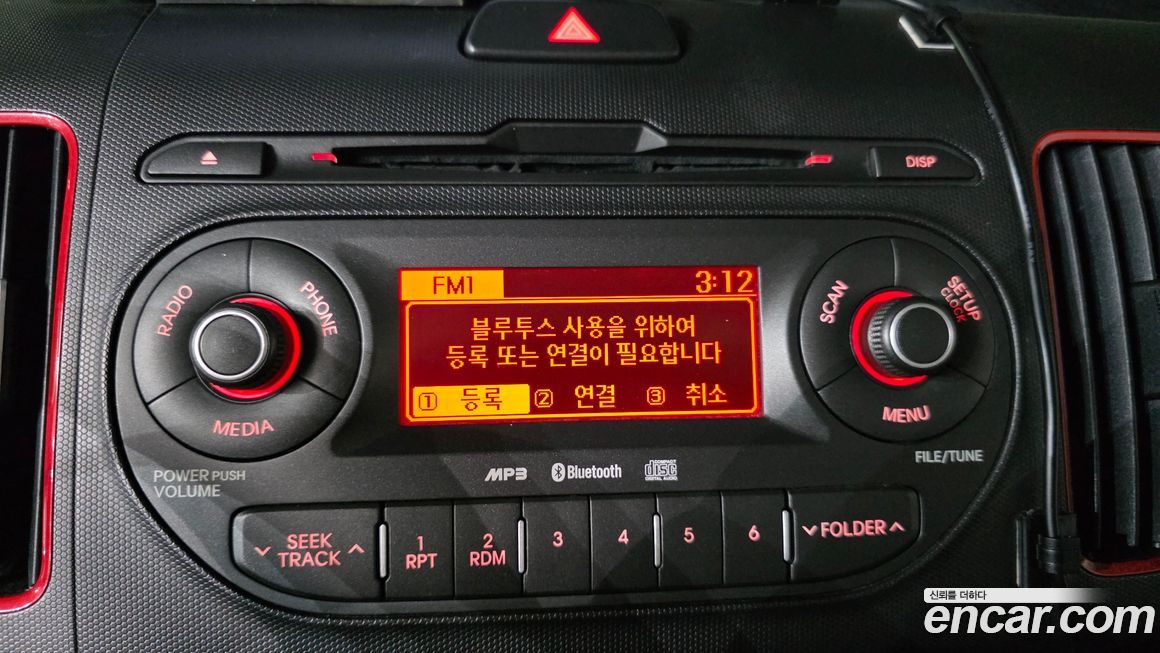 DISP
RADIO
PHONE
MEDIA
POWER PUSH
VOLUME
FM1 3:12
블루투스 사용을 위하여
등록 또는 연결이 필요합니다
1 등록 2 연결 3 취소
SCAN
SETUP
CLOCK
MENU
FILE/TUNE
MP3 Bluetooth COMPACT disc DIGITAL AUDIO
SEEK
TRACK
1
RPT
2
RDM
3
4
5
6
FOLDER
신뢰를 더하다
encar.com